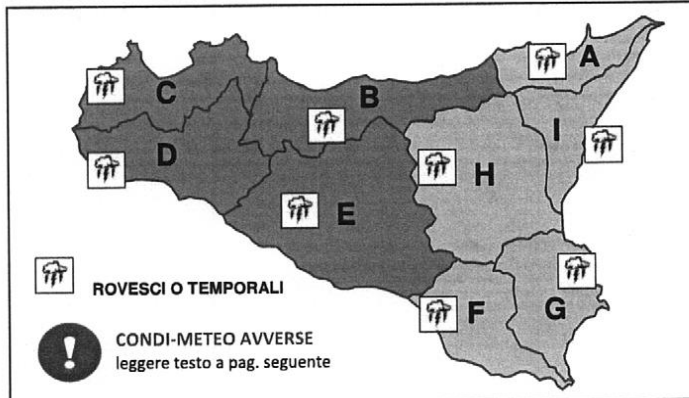 A
C
B
I
D
H
E
ROVESCI O TEMPORALI
F
G
!
CONDI-METEO AVVERSE
leggere testo a pag. seguente